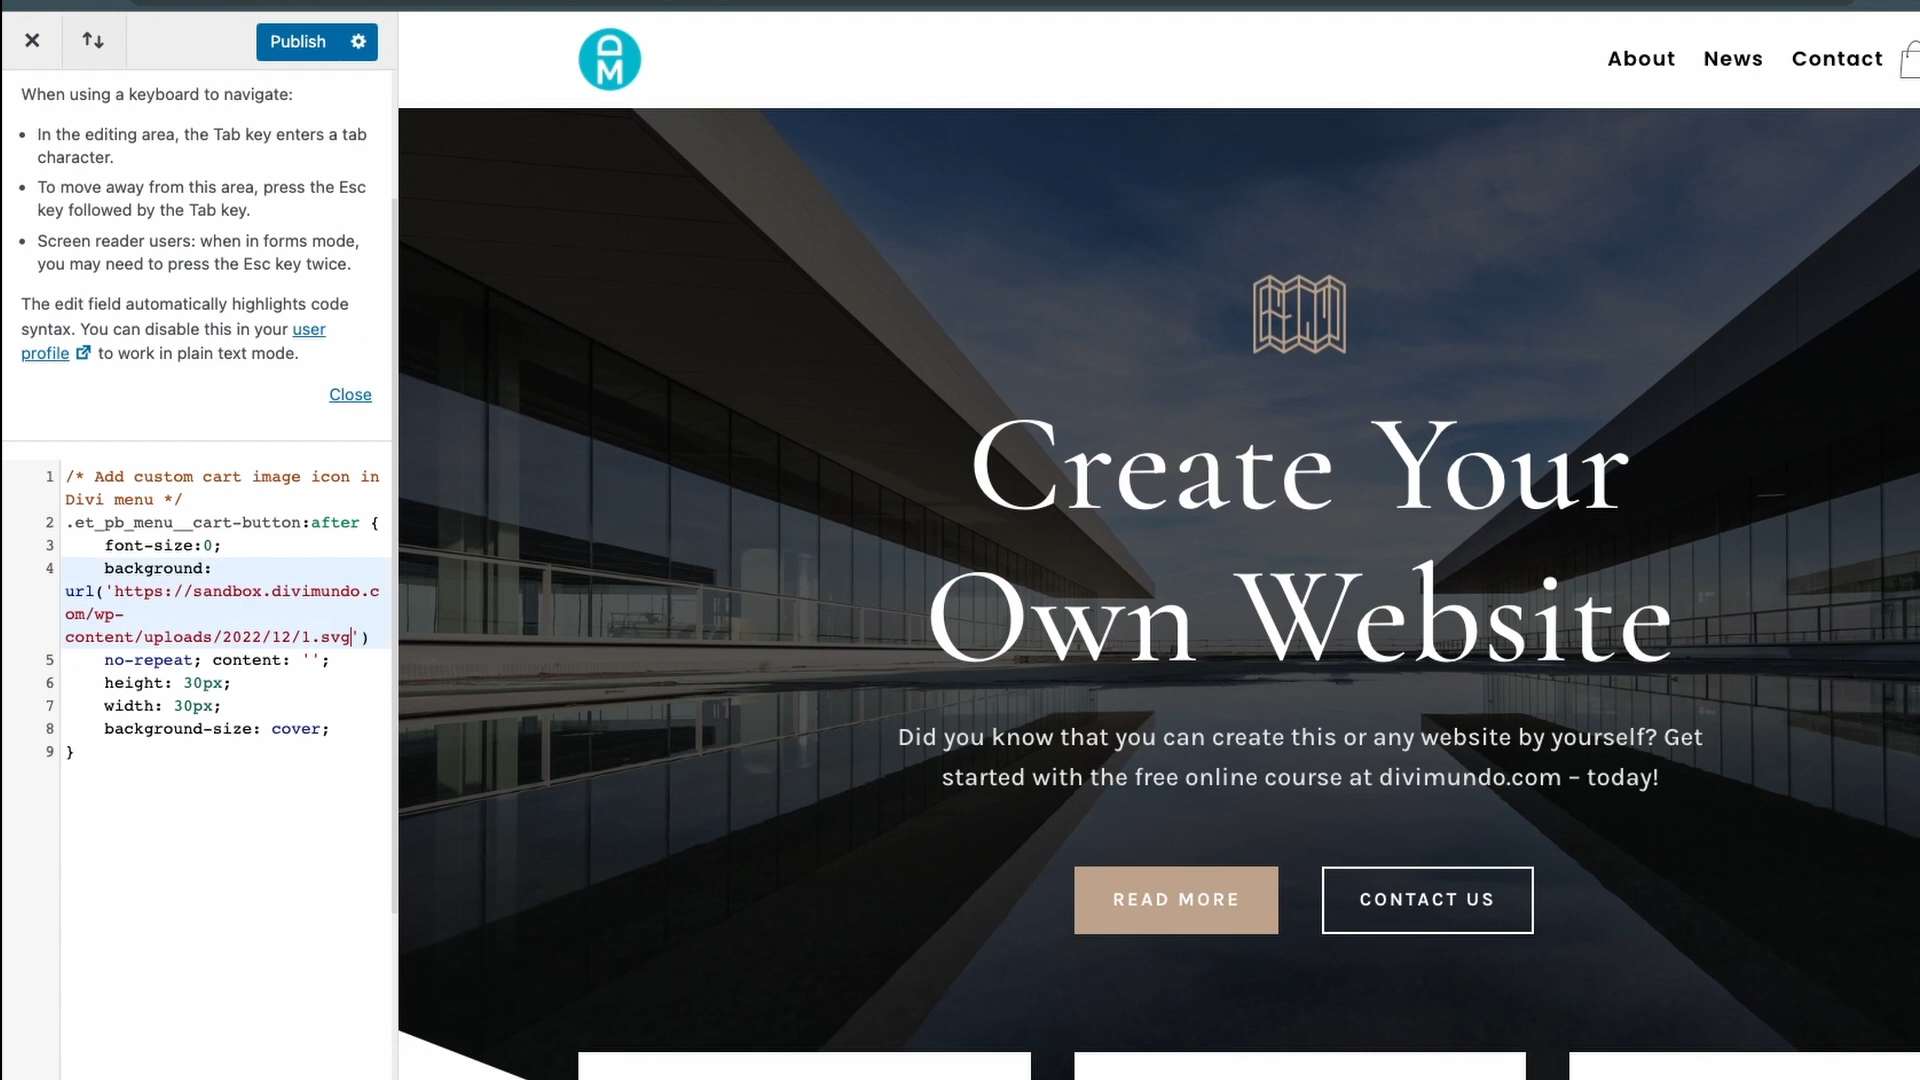 Publish
When using a keyboard to navigate:
In the editing area, the Tab key enters a tab
character.
To move away from this area, press the Esc
key followed by the Tab key.
Screen reader users: when in forms mode,
you may need to press the Esc key twice.
The edit field automatically highlights code
syntax. You can disable this in your user
profile to work in plain text mode.
Close
1 /* Add custom cart image icon in
Divi menu */
2 .et_pb_menu__cart-button:after {
3 font-size:0;
4 background:
url('https://sandbox.divimundo.c
om/wp-
content/uploads/2022/12/1.svg')
5 no-repeat; content: '';
6 height: 30px;
7 width: 30px;
8 background-size: cover;
9 }
DM
About News Contact
Create Your
Own Website
Did you know that you can create this or any website by yourself? Get
started with the free online course at divimundo.com – today!
READ MORE CONTACT US